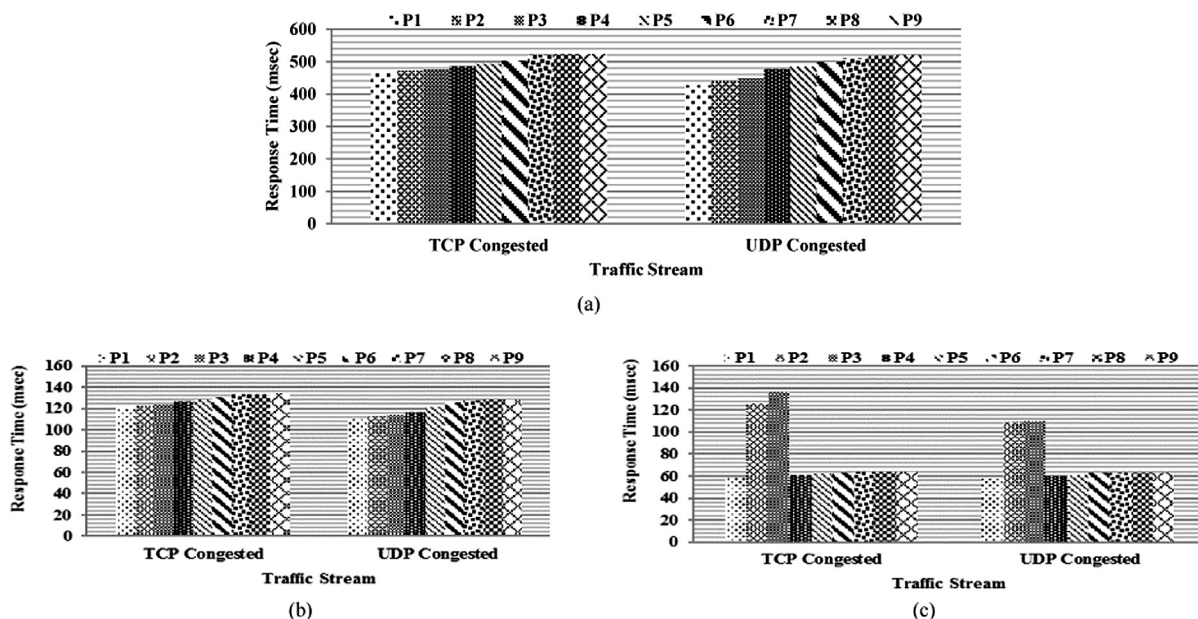 P1 P2 P3 P4 P5 P6 P7 P8 P9
Response Time (msec)
600
500
400
300
200
100
0
TCP Congested UDP Congested
Traffic Stream
(a)
P1 P2 P3 P4 P5 P6 P7 P8 P9
Response Time (msec)
160
140
120
100
80
60
40
20
0
TCP Congested UDP Congested
Traffic Stream
(b)
P1 P2 P3 P4 P5 P6 P7 P8 P9
Response Time (msec)
160
140
120
100
80
60
40
20
0
TCP Congested UDP Congested
Traffic Stream
(c)